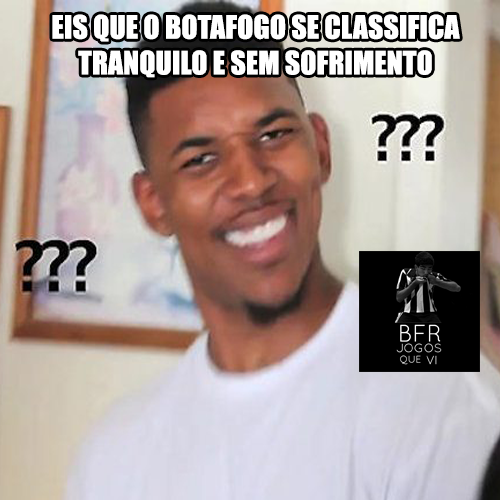 EIS QUE O BOTAFOGO SE CLASSIFICA
TRANQUILO E SEM SOFRIMENTO
???
???
BFR
JOGOS
QUE VI